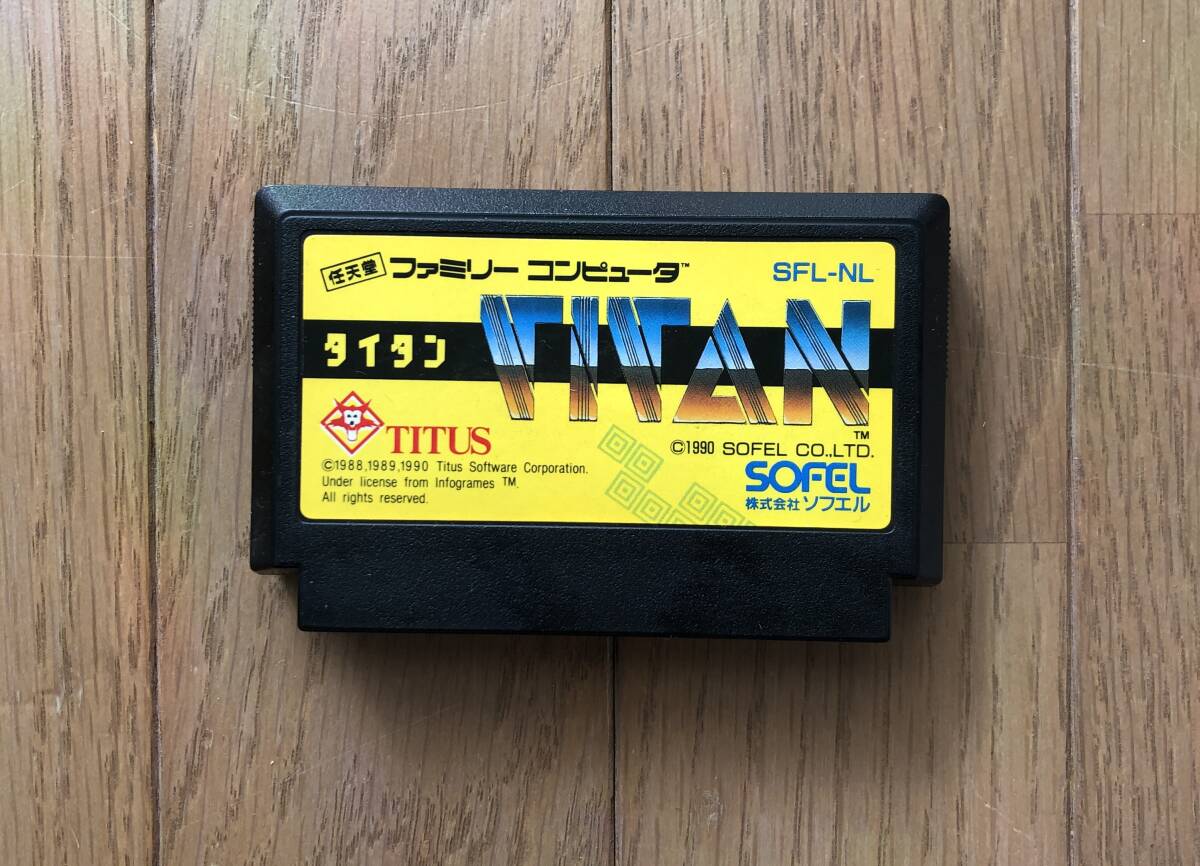 任天堂 ファミリー コンピュータ™ SFL-NL
タイタン TITAN™
TITUS
©1988,1989,1990 Titus Software Corporation.
Under license from Infogrames ™.
All rights reserved.
©1990 SOFEL CO.,LTD.
SOFEL
株式会社 ソフエル